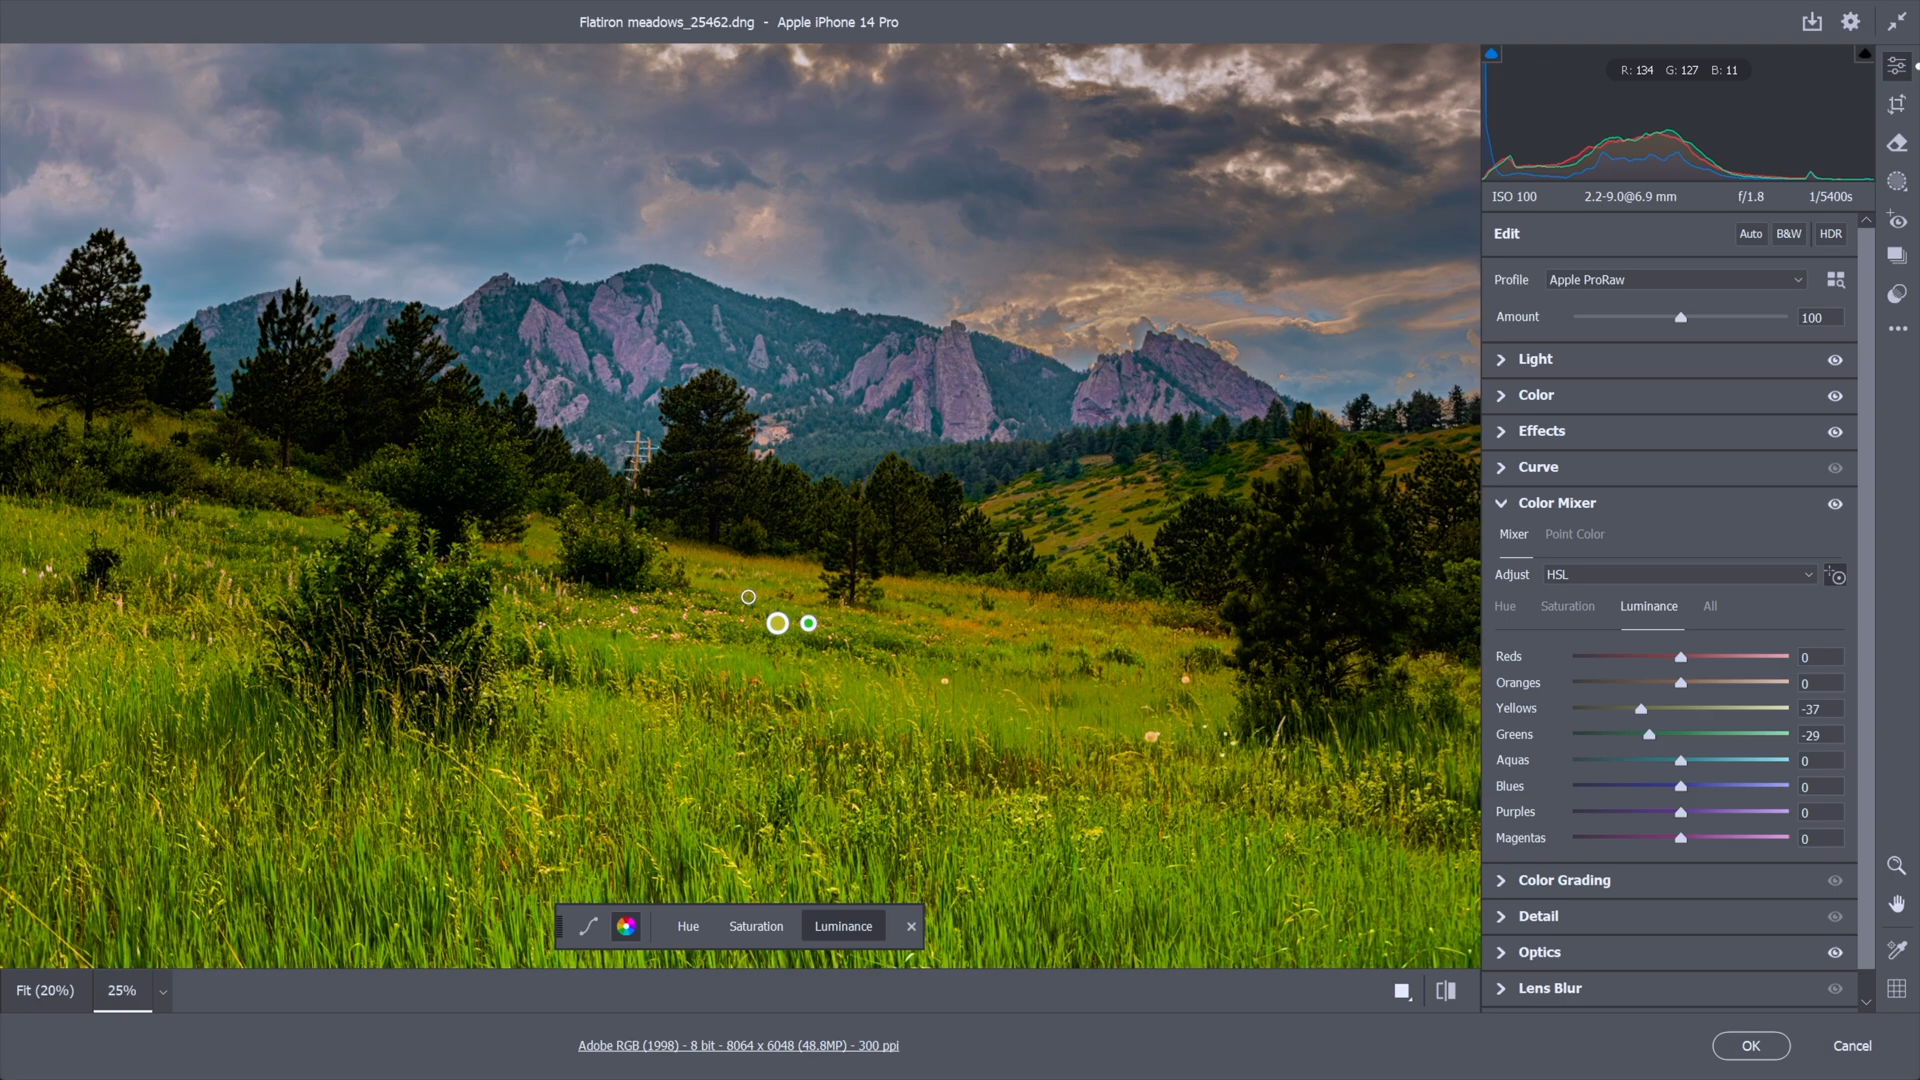 Flatiron meadows_25462.dng - Apple iPhone 14 Pro
R: 134 G: 127 B: 11
ISO 100 2.2-9.0@6.9 mm f/1.8 1/5400s
Edit Auto B&W HDR
Profile Apple ProRaw
Amount 100
Light
Color
Effects
Curve
Color Mixer
Mixer Point Color
Adjust HSL
Hue Saturation Luminance All
Reds 0
Oranges 0
Yellows -37
Greens -29
Aquas 0
Blues 0
Purples 0
Magentas 0
Color Grading
Detail
Optics
Lens Blur
Hue Saturation Luminance
Fit (20%) 25%
Adobe RGB (1998) - 8 bit - 8064 x 6048 (48.8MP) - 300 ppi
OK Cancel